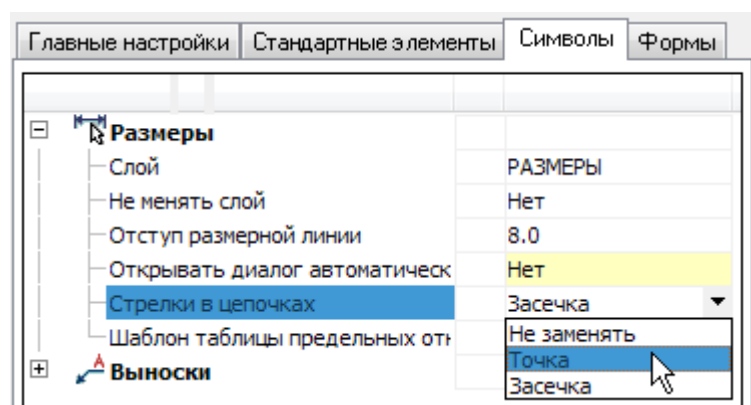 Главные настройки Стандартные элементы Символы Формы
Размеры
Слой РАЗМЕРЫ
Не менять слой Нет
Отступ размерной линии 8.0
Открывать диалог автоматическ Нет
Стрелки в цепочках Засечка
Шаблон таблицы предельных отн Не заменять
Точка
A Выноски Засечка